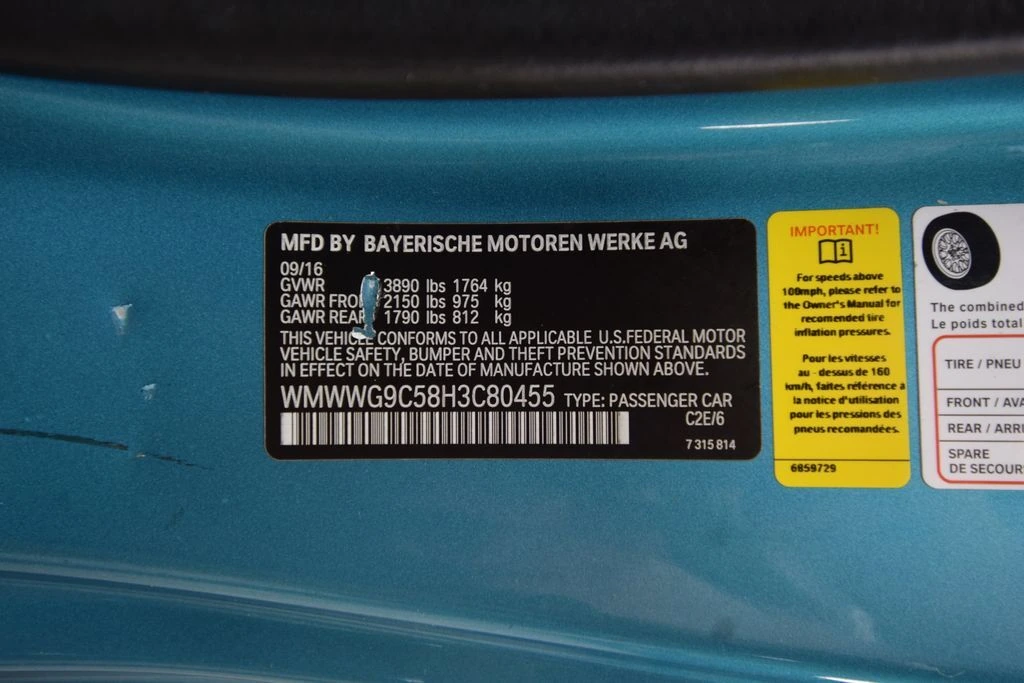 MFD BY BAYERISCHE MOTOREN WERKE AG
09/16
GVWR 3890 lbs 1764 kg
GAWR 2150 lbs 975 kg
GAWR REAR 1790 lbs 812 kg
THIS VEHICLE CONFORMS TO ALL APPLICABLE U.S.FEDERAL MOTOR
VEHICLE SAFETY, BUMPER AND THEFT PREVENTION STANDARDS
IN EFFECT ON THE DATE OF MANUFACTURE SHOWN ABOVE.
WMWWG9C58H3C80455 TYPE: PASSENGER CAR
C2E/6
7 315 814
IMPORTANT!
For speeds above
100mph, please refer to
the Owner's Manual for
recomended tire
inflation pressures.
Pour les vitesses
au - dessus de 160
km/h, faites référence a
la notice d'utilisation
pour les pressions des
pneus recomandées.
6859729
The combined
Le poids total
TIRE / PNEU
FRONT /
REAR /
SPARE
DE